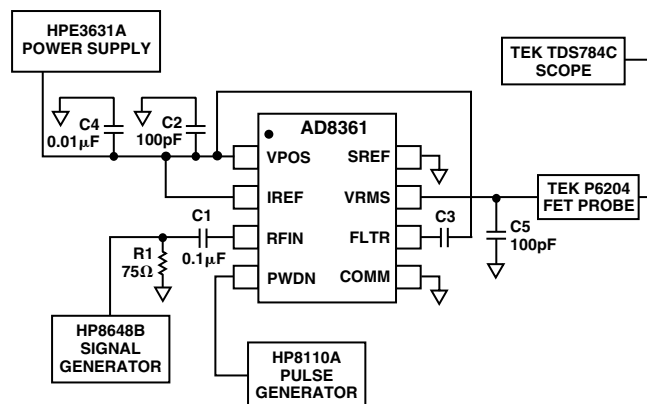 HPE3631A
POWER SUPPLY
TEK TDS784C
SCOPE
C4
0.01μF
C2
100pF
AD8361
VPOS
SREF
IREF
VRMS
TEK P6204
FET PROBE
C1
0.1μF
RFIN
FLTR
C3
C5
100pF
R1
75Ω
PWDN
COMM
HP8648B
SIGNAL
GENERATOR
HP8110A
PULSE
GENERATOR